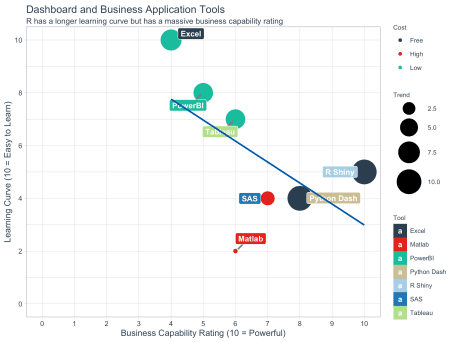 Dashboard and Business Application Tools
R has a longer learning curve but has a massive business capability rating
Learning Curve (10 = Easy to Learn)
10
8
6
4
2
0
Excel
PowerBI
Tableau
R Shiny
SAS
Python Dash
Matlab
0 1 2 3 4 5 6 7 8 9 10
Business Capability Rating (10 = Powerful)
Cost
Free
High
Low
Trend
2.5
5.0
7.5
10.0
Tool
a Excel
a Matlab
a PowerBI
a Python Dash
a R Shiny
a SAS
a Tableau